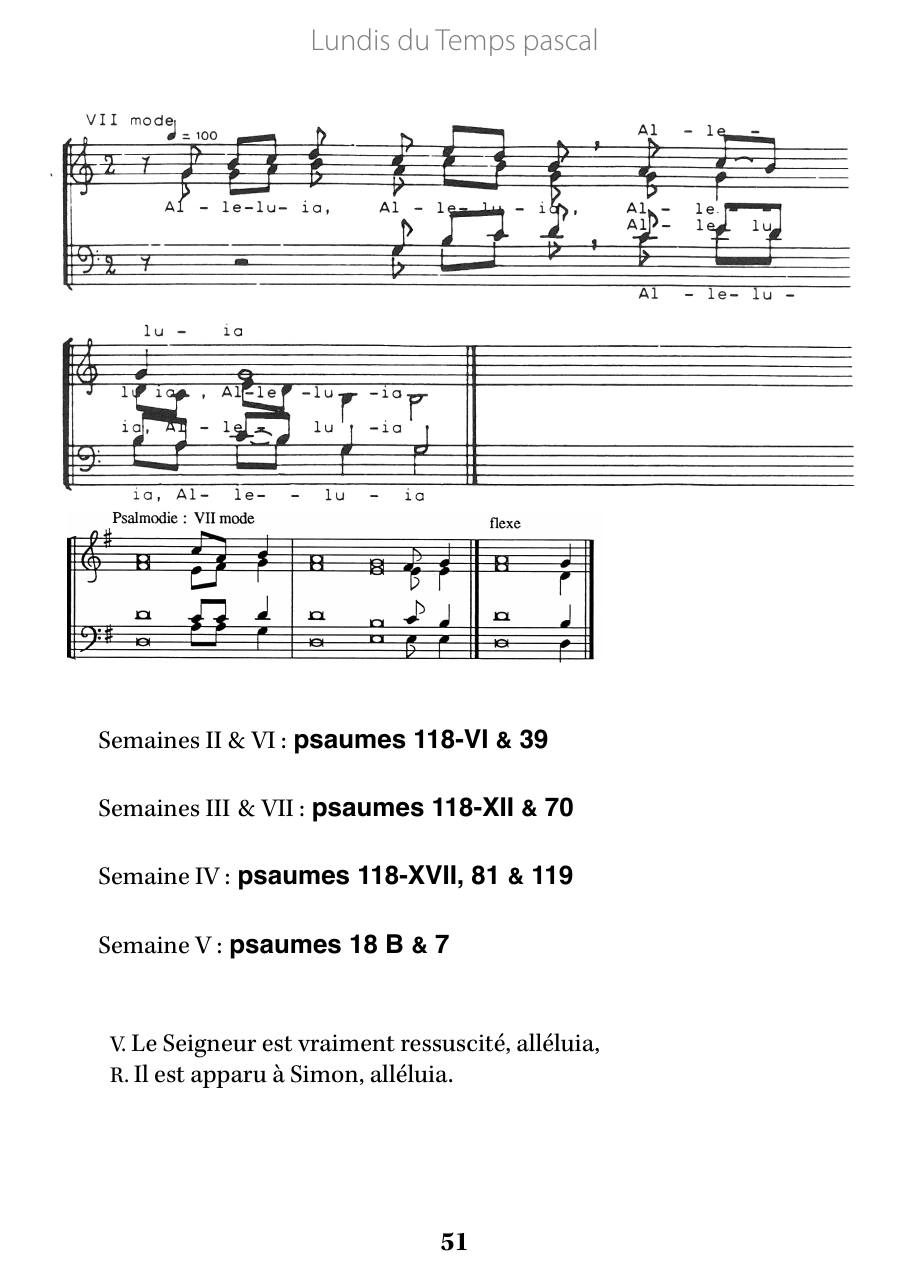 Lundis du Temps pascal
VII mode
♩ = 100
Al - le -
Al - le-lu- ia, Al - le- lu - ia, Al - le -
Al - le- lu
Al - le- lu -
lu - ia
lu ia , Al-le -lu -ia
ia, Al - le - lu -ia
ia, Al- le- - lu - ia
Psalmodie : VII mode
flexe
Semaines II & VI : psaumes 118-VI & 39
Semaines III & VII : psaumes 118-XII & 70
Semaine IV : psaumes 118-XVII, 81 & 119
Semaine V : psaumes 18 B & 7
V. Le Seigneur est vraiment ressuscité, alléluia,
R. Il est apparu à Simon, alléluia.
51